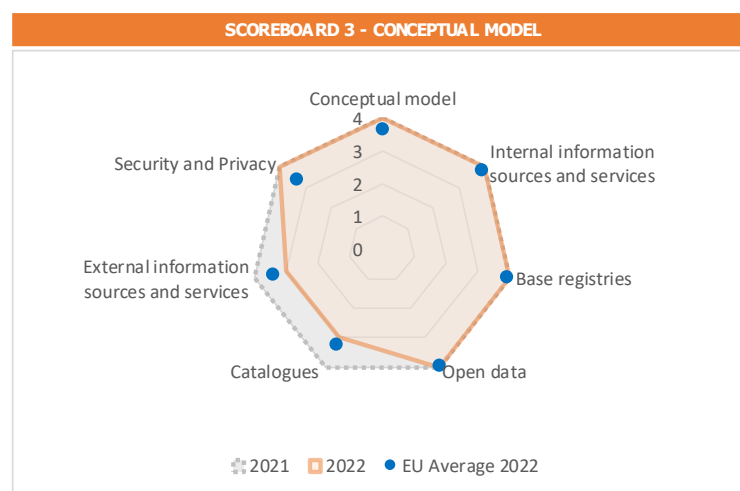 SCOREBOARD 3 - CONCEPTUAL MODEL
Conceptual model
4
3
2
1
0
Internal information
sources and services
Base registries
Open data
Catalogues
External information
sources and services
Security and Privacy
2021
2022
EU Average 2022